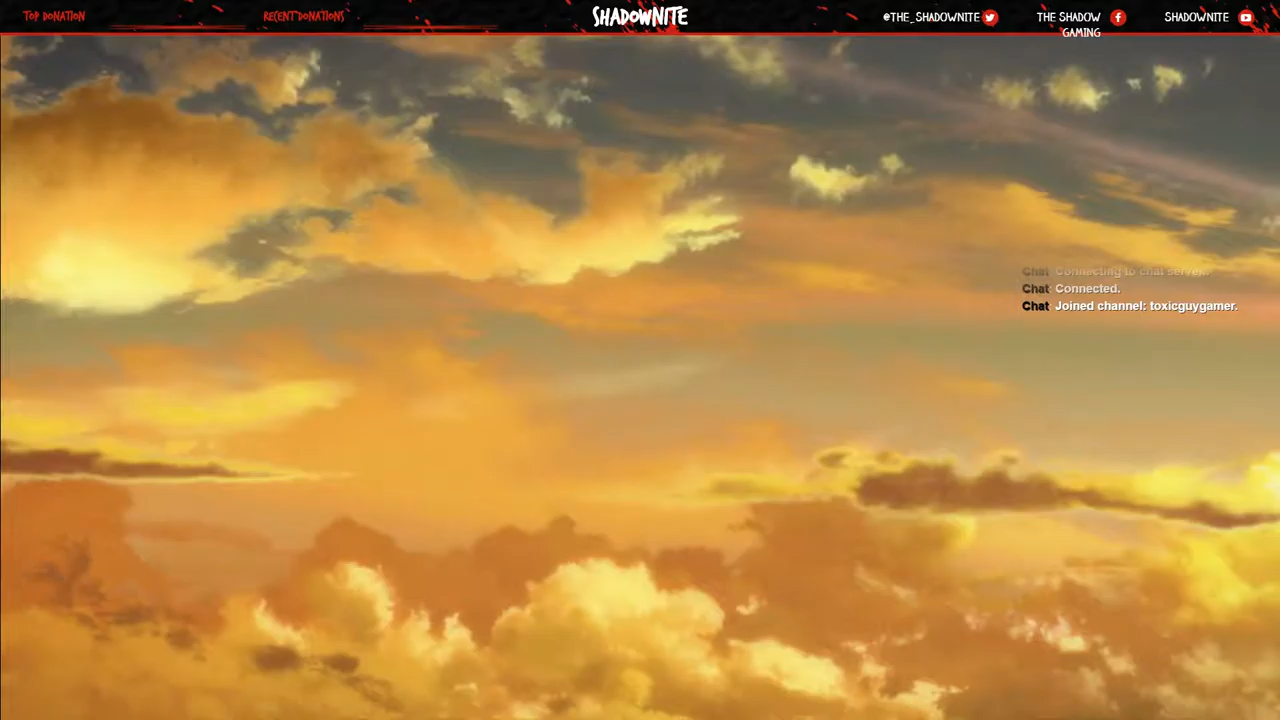 TOP DONATION
RECENT DONATIONS
SHADOWNITE
@THE_SHADOWNITE
THE SHADOW
GAMING
SHADOWNITE
Chat Connecting to chat server..
Chat Connected.
Chat Joined channel: toxicguygamer.